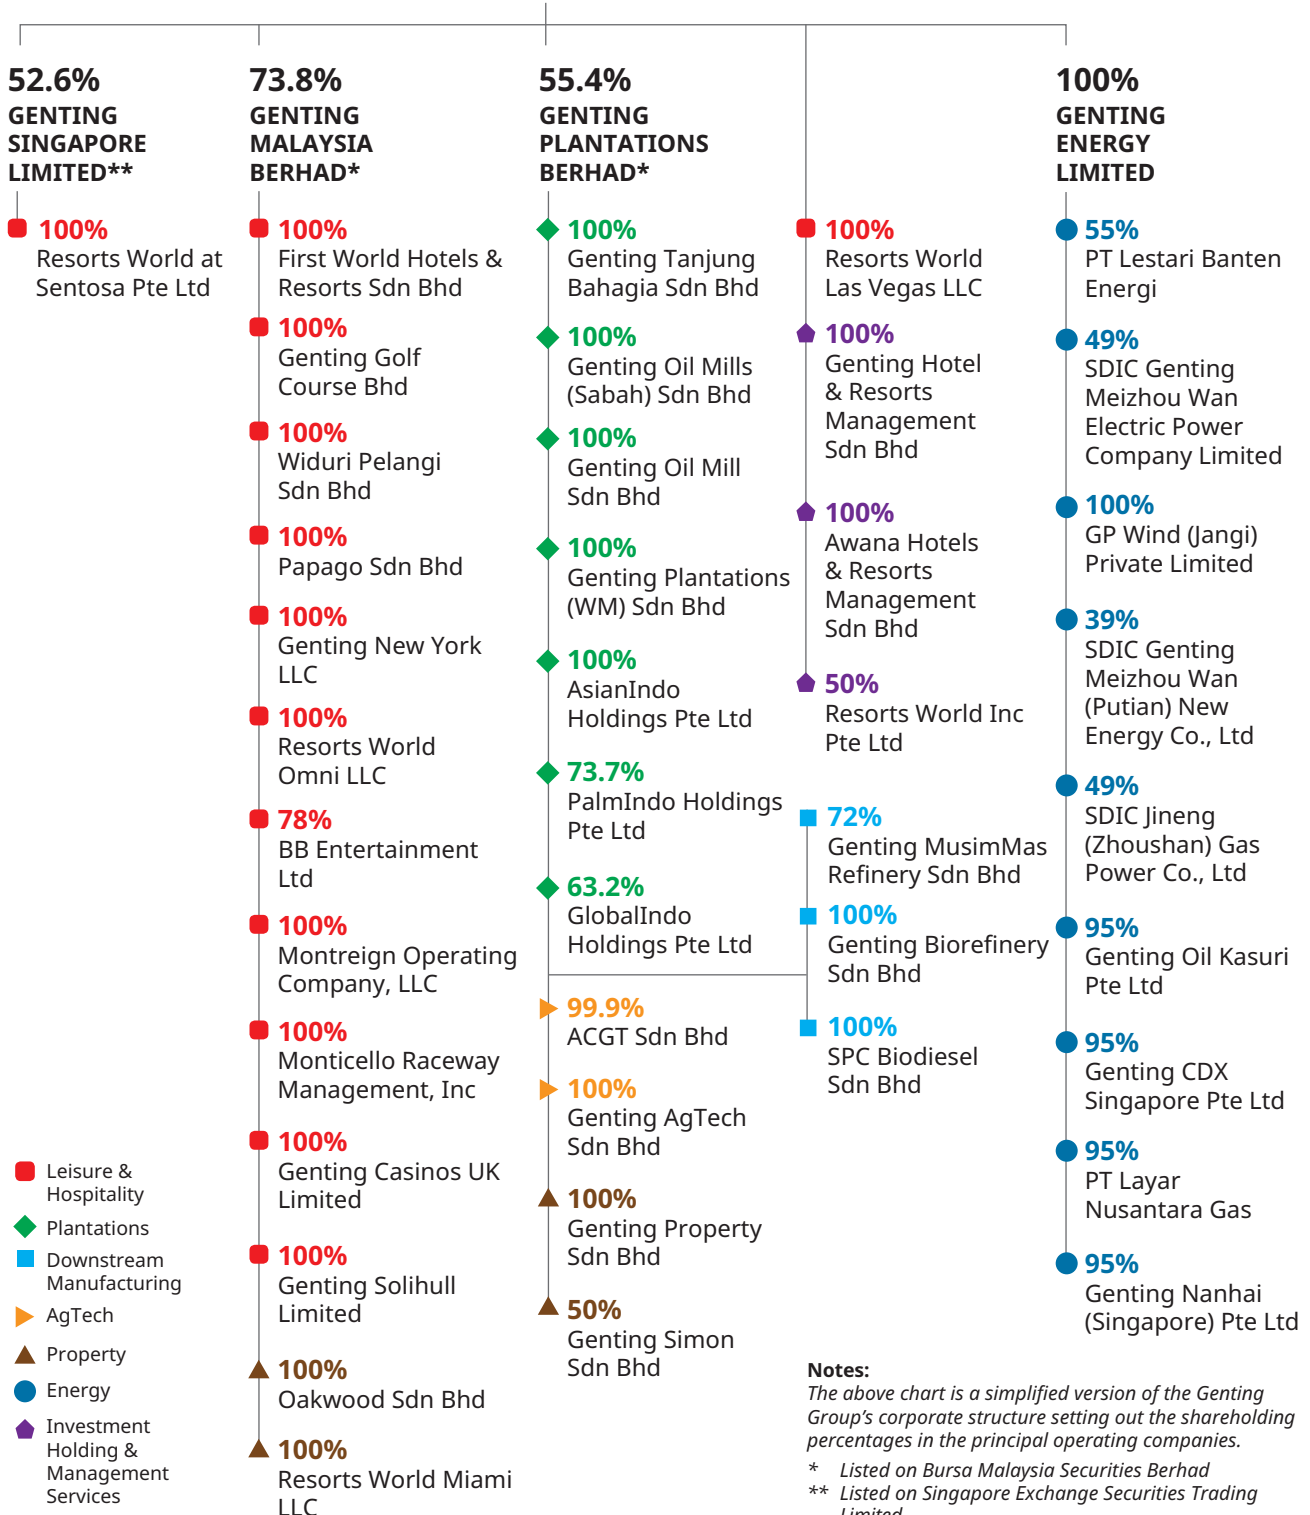 52.6%
GENTING
SINGAPORE
LIMITED**
100%
Resorts World at
Sentosa Pte Ltd
73.8%
GENTING
MALAYSIA
BERHAD*
100%
First World Hotels &
Resorts Sdn Bhd
100%
Genting Golf
Course Bhd
100%
Widuri Pelangi
Sdn Bhd
100%
Papago Sdn Bhd
100%
Genting New York
LLC
100%
Resorts World
Omni LLC
78%
BB Entertainment
Ltd
100%
Montreign Operating
Company, LLC
100%
Monticello Raceway
Management, Inc
100%
Genting Casinos UK
Limited
100%
Genting Solihull
Limited
100%
Oakwood Sdn Bhd
100%
Resorts World Miami
LLC
55.4%
GENTING
PLANTATIONS
BERHAD*
100%
Genting Tanjung
Bahagia Sdn Bhd
100%
Genting Oil Mills
(Sabah) Sdn Bhd
100%
Genting Oil Mill
Sdn Bhd
100%
Genting Plantations
(WM) Sdn Bhd
100%
AsianIndo
Holdings Pte Ltd
73.7%
PalmIndo Holdings
Pte Ltd
63.2%
GlobalIndo
Holdings Pte Ltd
99.9%
ACGT Sdn Bhd
100%
Genting AgTech
Sdn Bhd
100%
Genting Property
Sdn Bhd
50%
Genting Simon
Sdn Bhd
100%
Resorts World
Las Vegas LLC
100%
Genting Hotel
& Resorts
Management
Sdn Bhd
100%
Awana Hotels
& Resorts
Management
Sdn Bhd
50%
Resorts World Inc
Pte Ltd
72%
Genting MusimMas
Refinery Sdn Bhd
100%
Genting Biorefinery
Sdn Bhd
100%
SPC Biodiesel
Sdn Bhd
100%
GENTING
ENERGY
LIMITED
55%
PT Lestari Banten
Energi
49%
SDIC Genting
Meizhou Wan
Electric Power
Company Limited
100%
GP Wind (Jangi)
Private Limited
39%
SDIC Genting
Meizhou Wan
(Putian) New
Energy Co., Ltd
49%
SDIC Jineng
(Zhoushan) Gas
Power Co., Ltd
95%
Genting Oil Kasuri
Pte Ltd
95%
Genting CDX
Singapore Pte Ltd
95%
PT Layar
Nusantara Gas
95%
Genting Nanhai
(Singapore) Pte Ltd
Leisure &
Hospitality
Plantations
Downstream
Manufacturing
AgTech
Property
Energy
Investment
Holding &
Management
Services
Notes:
The above chart is a simplified version of the Genting
Group's corporate structure setting out the shareholding
percentages in the principal operating companies.
* Listed on Bursa Malaysia Securities Berhad
** Listed on Singapore Exchange Securities Trading
Limited